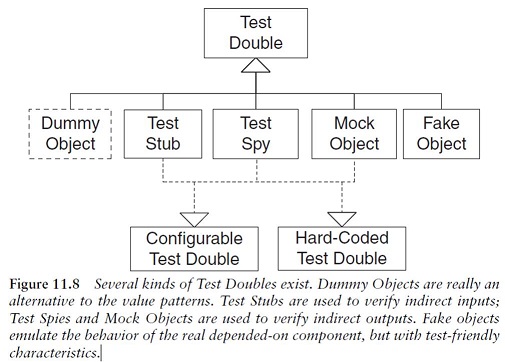 Test
Double
Dummy
Object
Test
Stub
Test
Spy
Mock
Object
Fake
Object
Configurable
Test Double
Hard-Coded
Test Double
Figure 11.8 Several kinds of Test Doubles exist. Dummy Objects are really an
alternative to the value patterns. Test Stubs are used to verify indirect inputs;
Test Spies and Mock Objects are used to verify indirect outputs. Fake objects
emulate the behavior of the real depended-on component, but with test-friendly
characteristics.